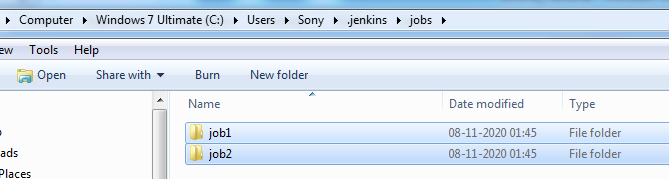 Computer Windows 7 Ultimate (C:) Users Sony .jenkins jobs
ew Tools Help
Open Share with Burn New folder
Name Date modified Type
job1 08-11-2020 01:45 File folder
job2 08-11-2020 01:45 File folder
ads
Places